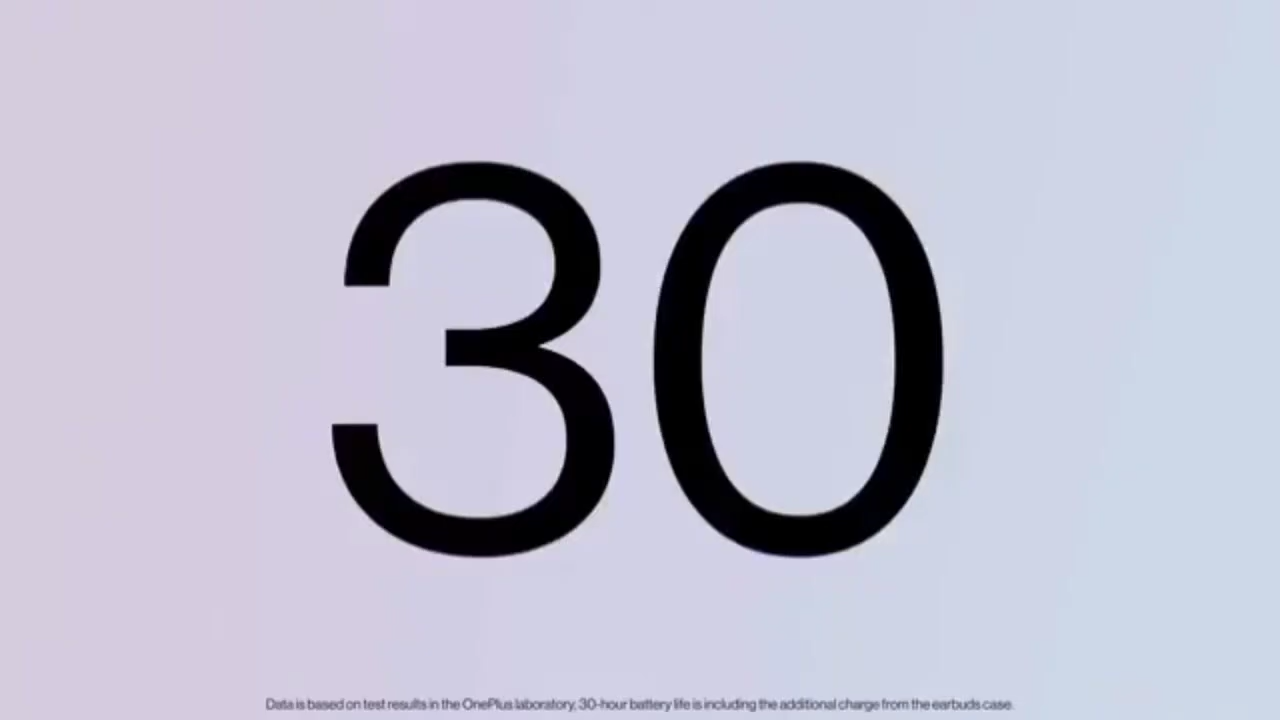 30
Data is based on test results in the OnePlus laboratory, 30-hour battery life is including the additional charge from the earbuds case.